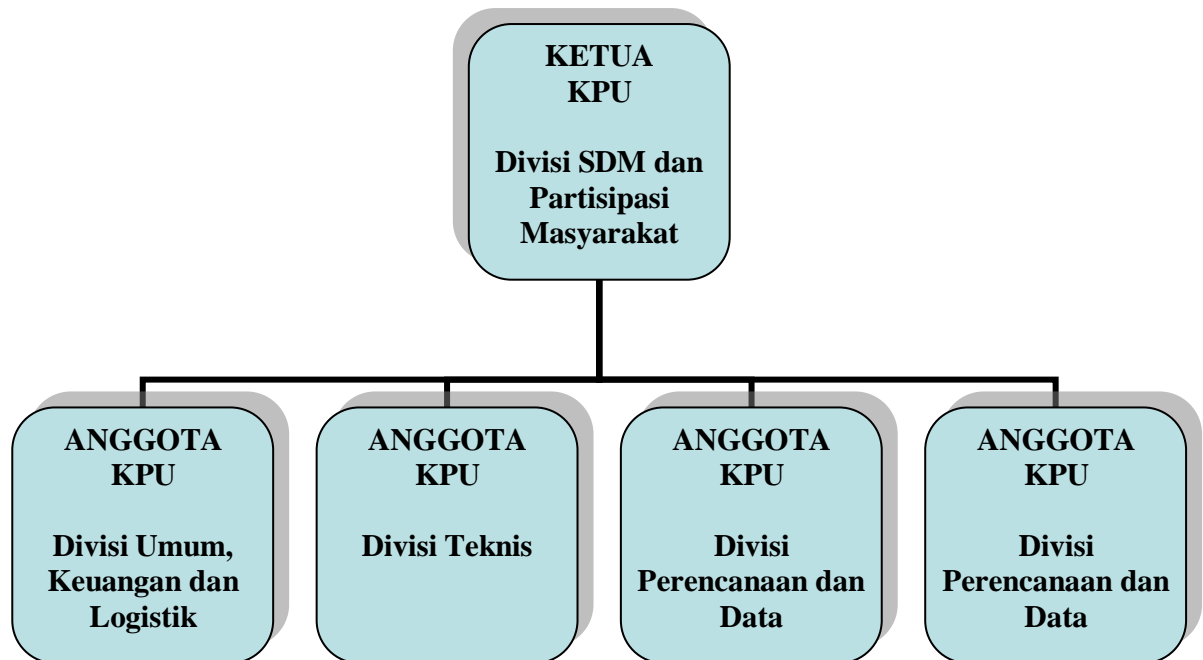 KETUA
KPU
Divisi SDM dan
Partisipasi
Masyarakat
ANGGOTA
KPU
Divisi Umum,
Keuangan dan
Logistik
ANGGOTA
KPU
Divisi Teknis
ANGGOTA
KPU
Divisi
Perencanaan dan
Data
ANGGOTA
KPU
Divisi
Perencanaan dan
Data